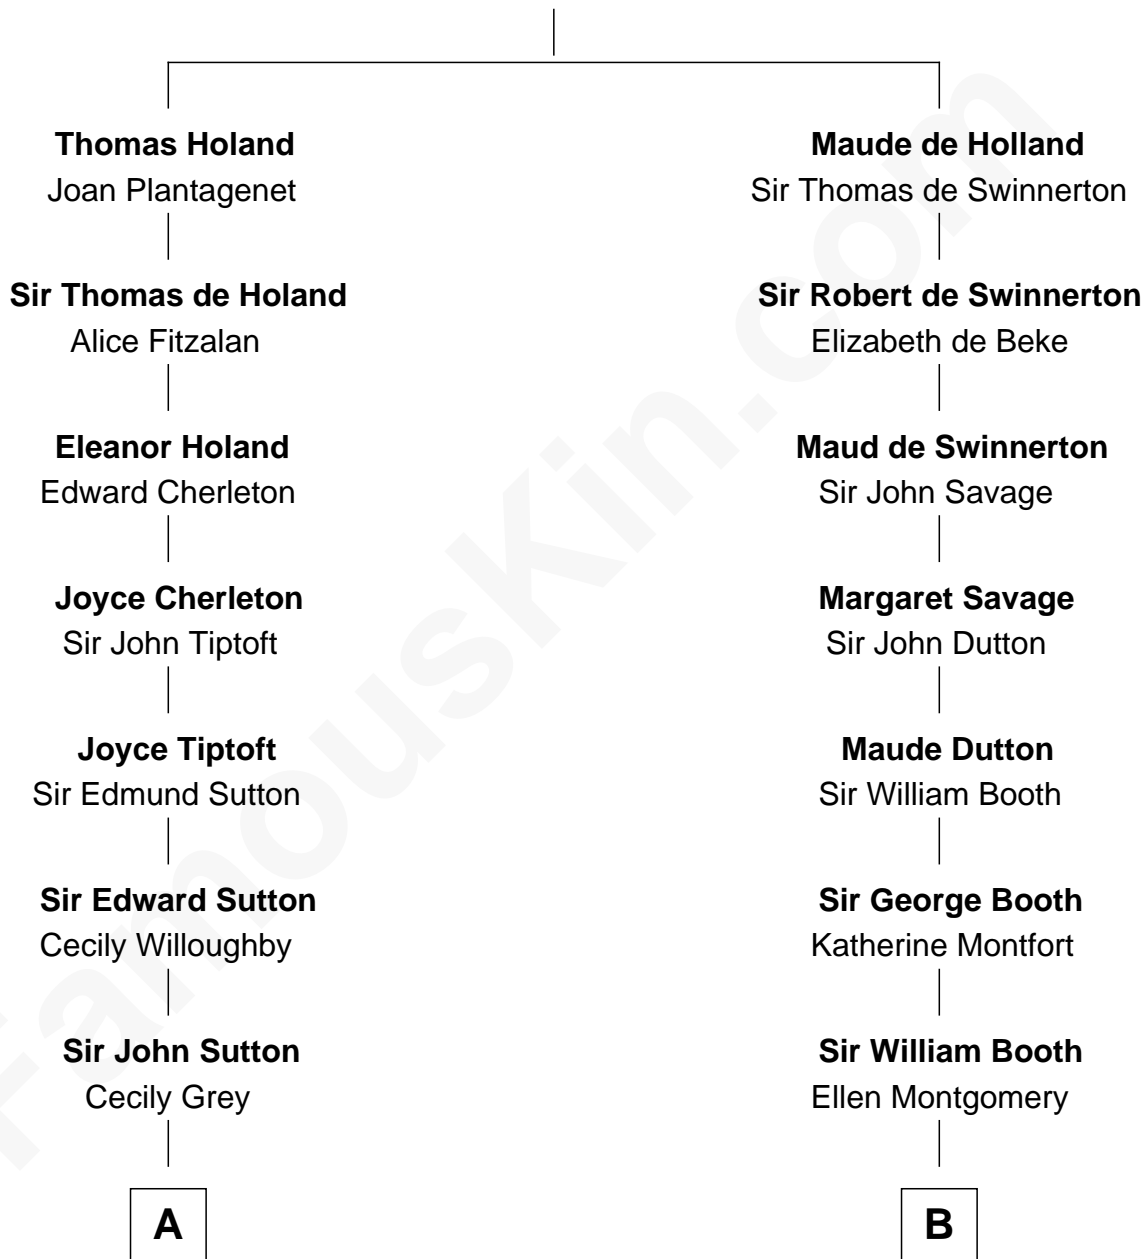 Thomas Holand
Joan Plantagenet
Sir Thomas de Holand
Alice Fitzalan
Eleanor Holand
Edward Cherleton
Joyce Cherleton
Sir John Tiptoft
Joyce Tiptoft
Sir Edmund Sutton
Sir Edward Sutton
Cecily Willoughby
Sir John Sutton
Cecily Grey
A
Maude de Holland
Sir Thomas de Swinnerton
Sir Robert de Swinnerton
Elizabeth de Beke
Maud de Swinnerton
Sir John Savage
Margaret Savage
Sir John Dutton
Maude Dutton
Sir William Booth
Sir George Booth
Katherine Montfort
Sir William Booth
Ellen Montgomery
B
FamousKin.com